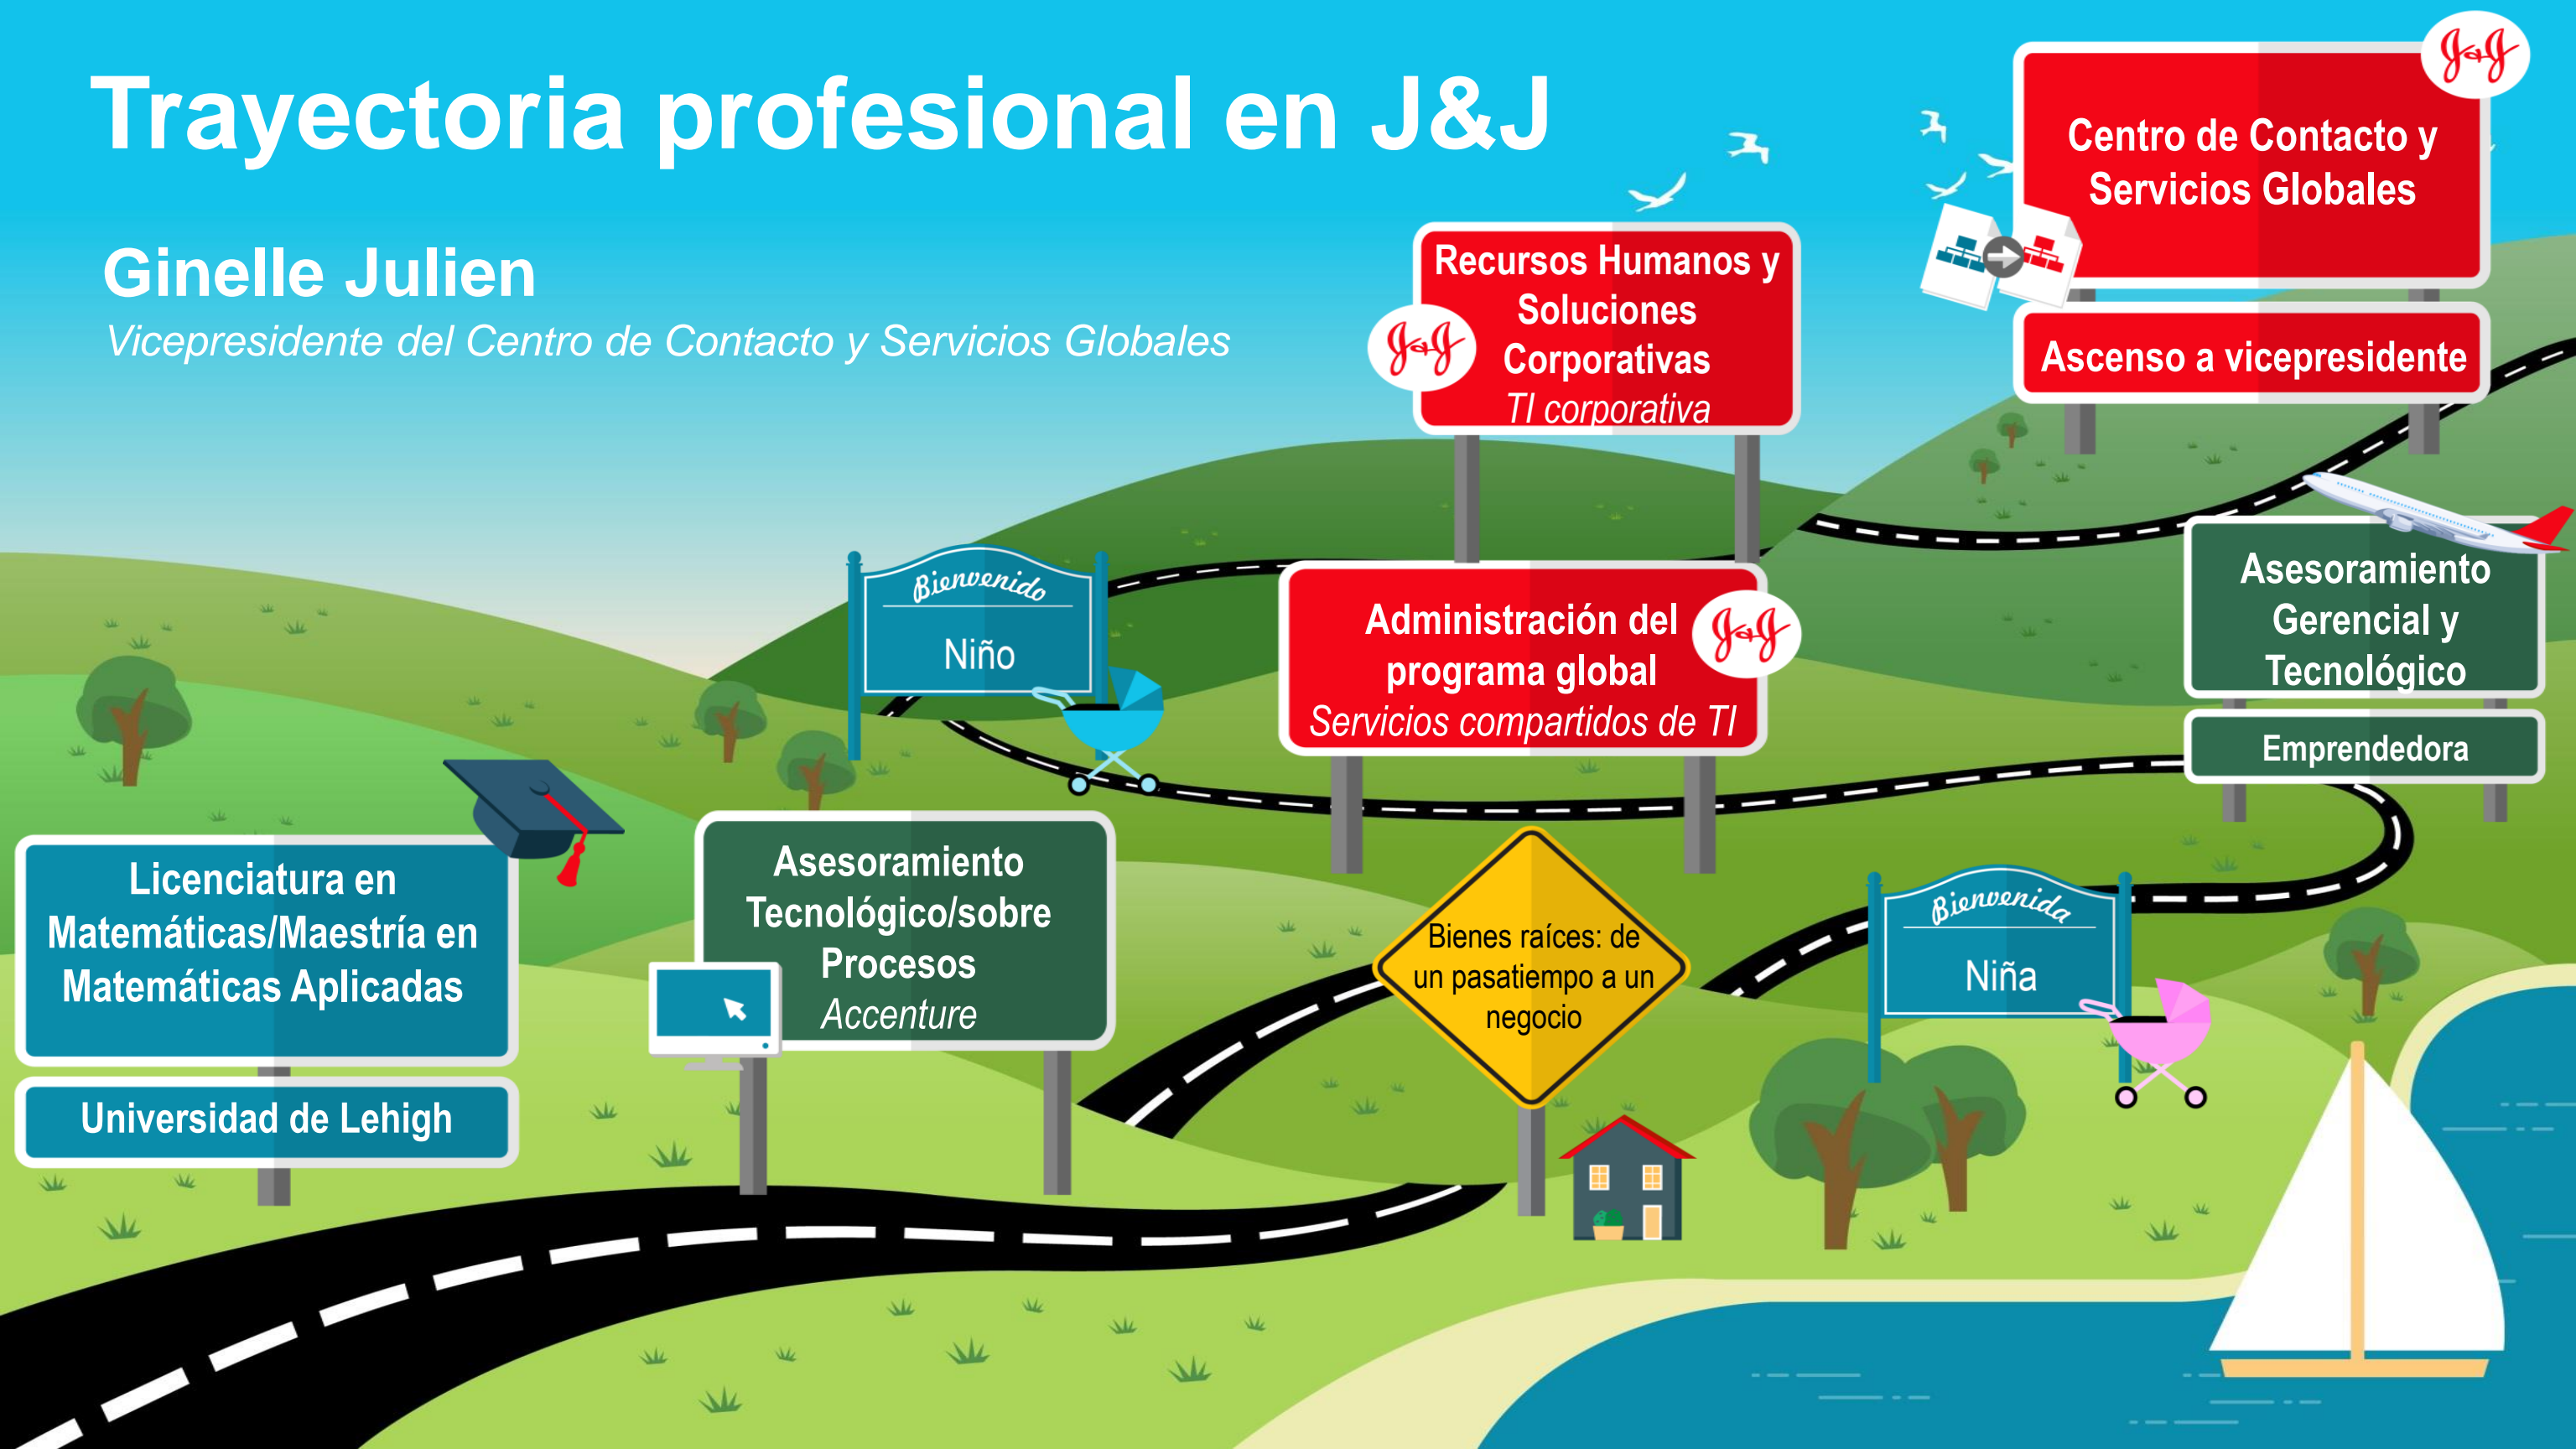 Trayectoria profesional en J&J
Ginelle Julien
Vicepresidente del Centro de Contacto y Servicios Globales
J&J
Centro de Contacto y
Servicios Globales
Ascenso a vicepresidente
Recursos Humanos y
Soluciones
Corporativas
TI corporativa
J&J
Bienvenido
Niño
Administración del
programa global
Servicios compartidos de TI
J&J
Asesoramiento
Gerencial y
Tecnológico
Emprendedora
Licenciatura en
Matemáticas/Maestría en
Matemáticas Aplicadas
Universidad de Lehigh
Asesoramiento
Tecnológico/sobre
Procesos
Accenture
Bienes raíces: de
un pasatiempo a un
negocio
Bienvenida
Niña